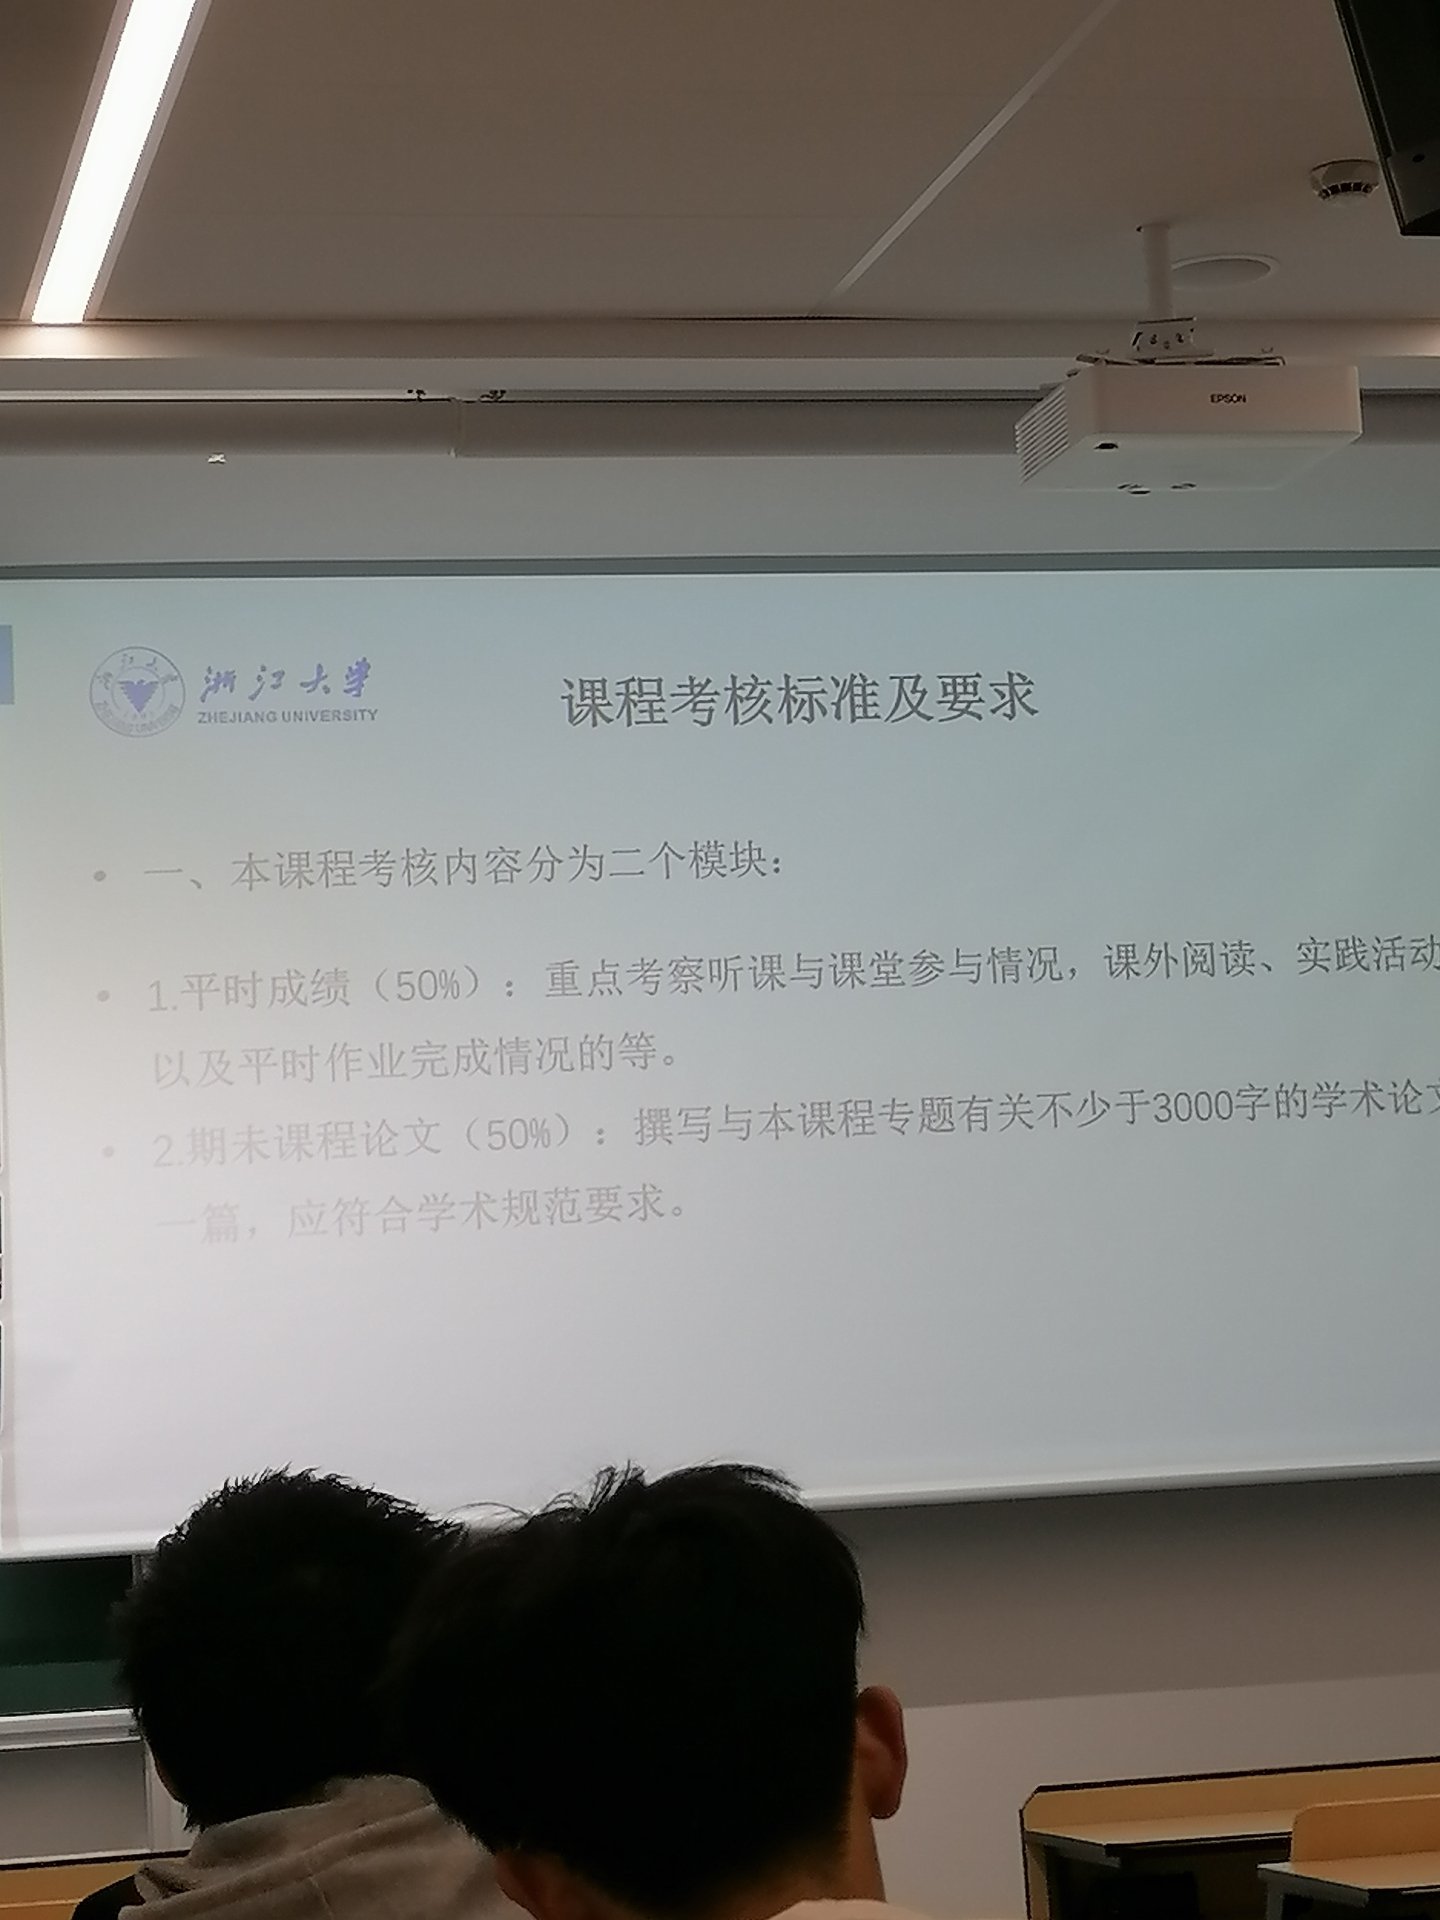 EPSON
浙江大学
ZHEJIANG UNIVERSITY
课程考核标准及要求
• 一、本课程考核内容分为二个模块：
• 1.平时成绩（50%）：重点考察听课与课堂参与情况，课外阅读、实践活动
以及平时作业完成情况的等。
• 2.期末课程论文（50%）：撰写与本课程专题有关不少于3000字的学术论文
一篇，应符合学术规范要求。